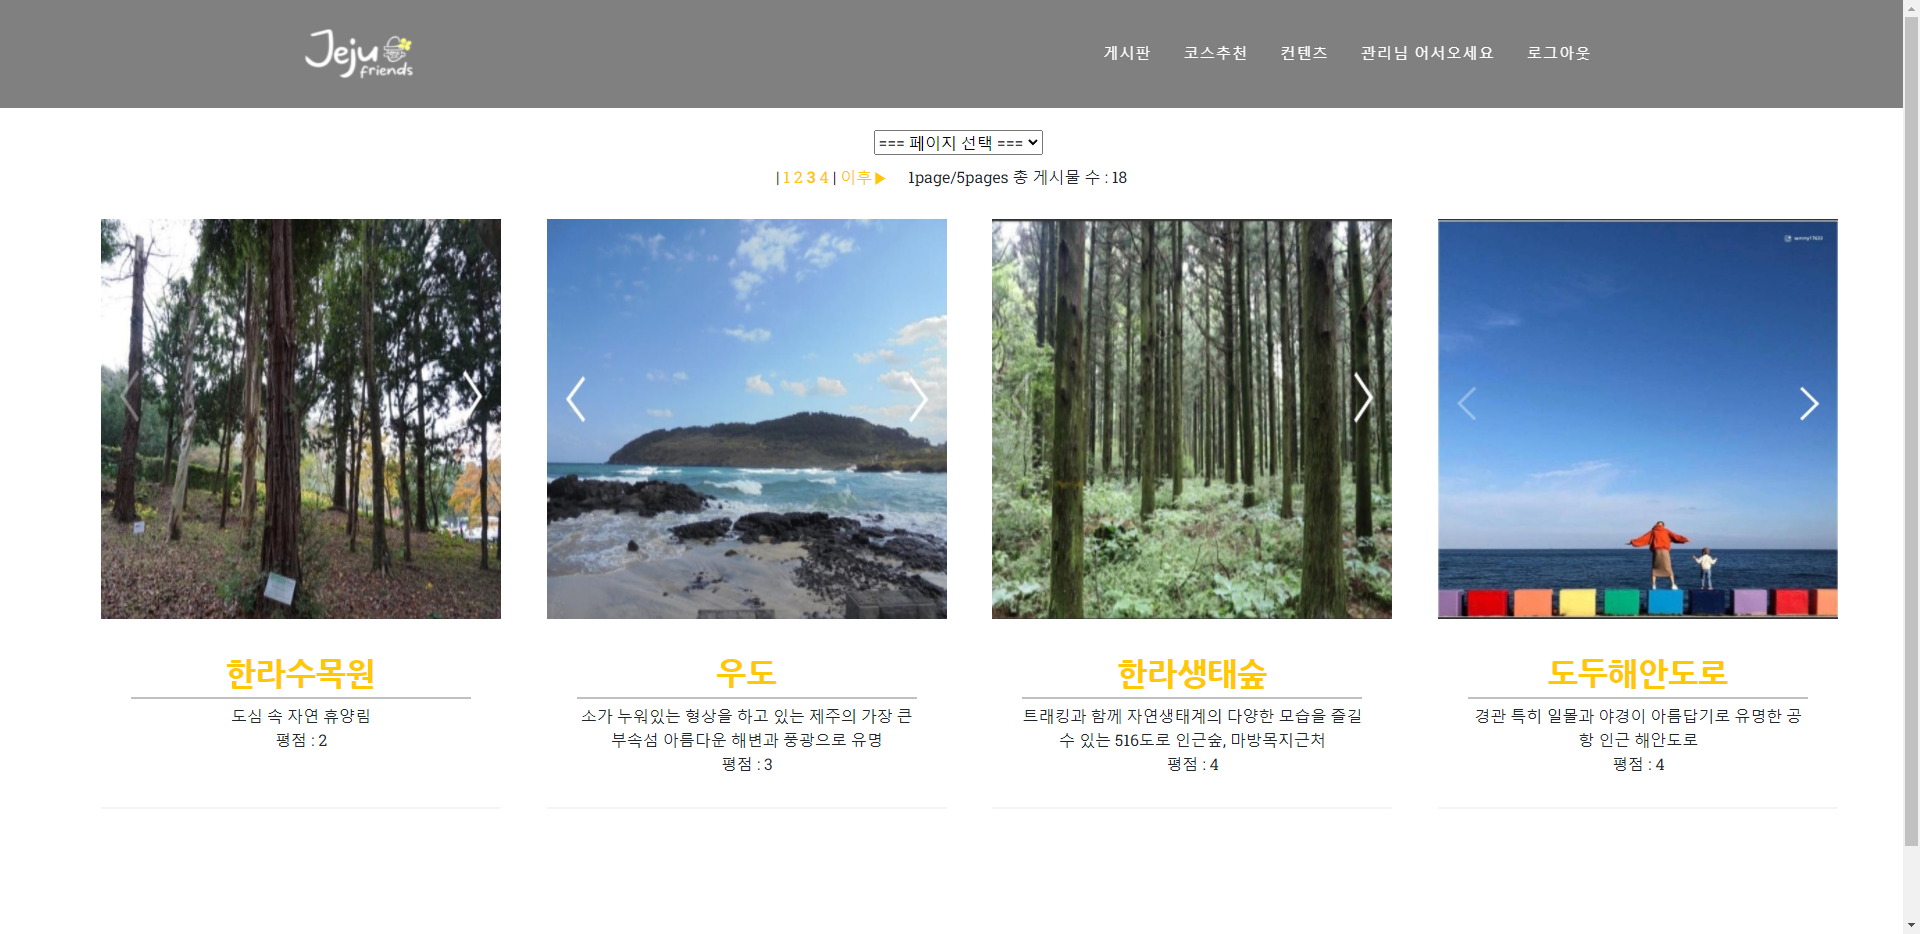 Jeju
friends
게시판 코스추천 컨텐츠 관리님 어서오세요 로그아웃
=== 페이지 선택 ===
| 1 2 3 4 | 이후▶ 1page/5pages 총 게시물 수 : 18
한라수목원
도심 속 자연 휴양림
평점 : 2
우도
소가 누워있는 형상을 하고 있는 제주의 가장 큰
부속섬 아름다운 해변과 풍광으로 유명
평점 : 3
한라생태숲
트래킹과 함께 자연생태계의 다양한 모습을 즐길
수 있는 516도로 인근숲, 마방목지근처
평점 : 4
도두해안도로
경관 특히 일몰과 야경이 아름답기로 유명한 공
항 인근 해안도로
평점 : 4